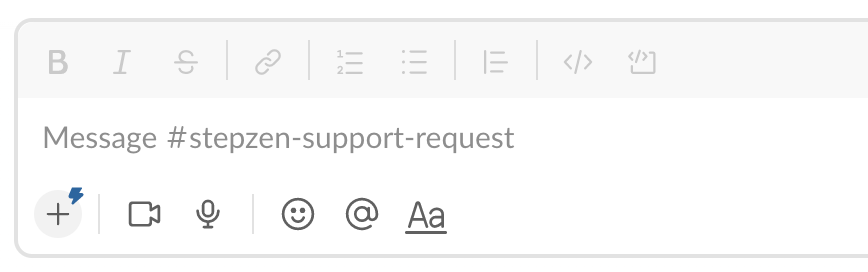 B I S
Message #stepzen-support-request
@ Aa